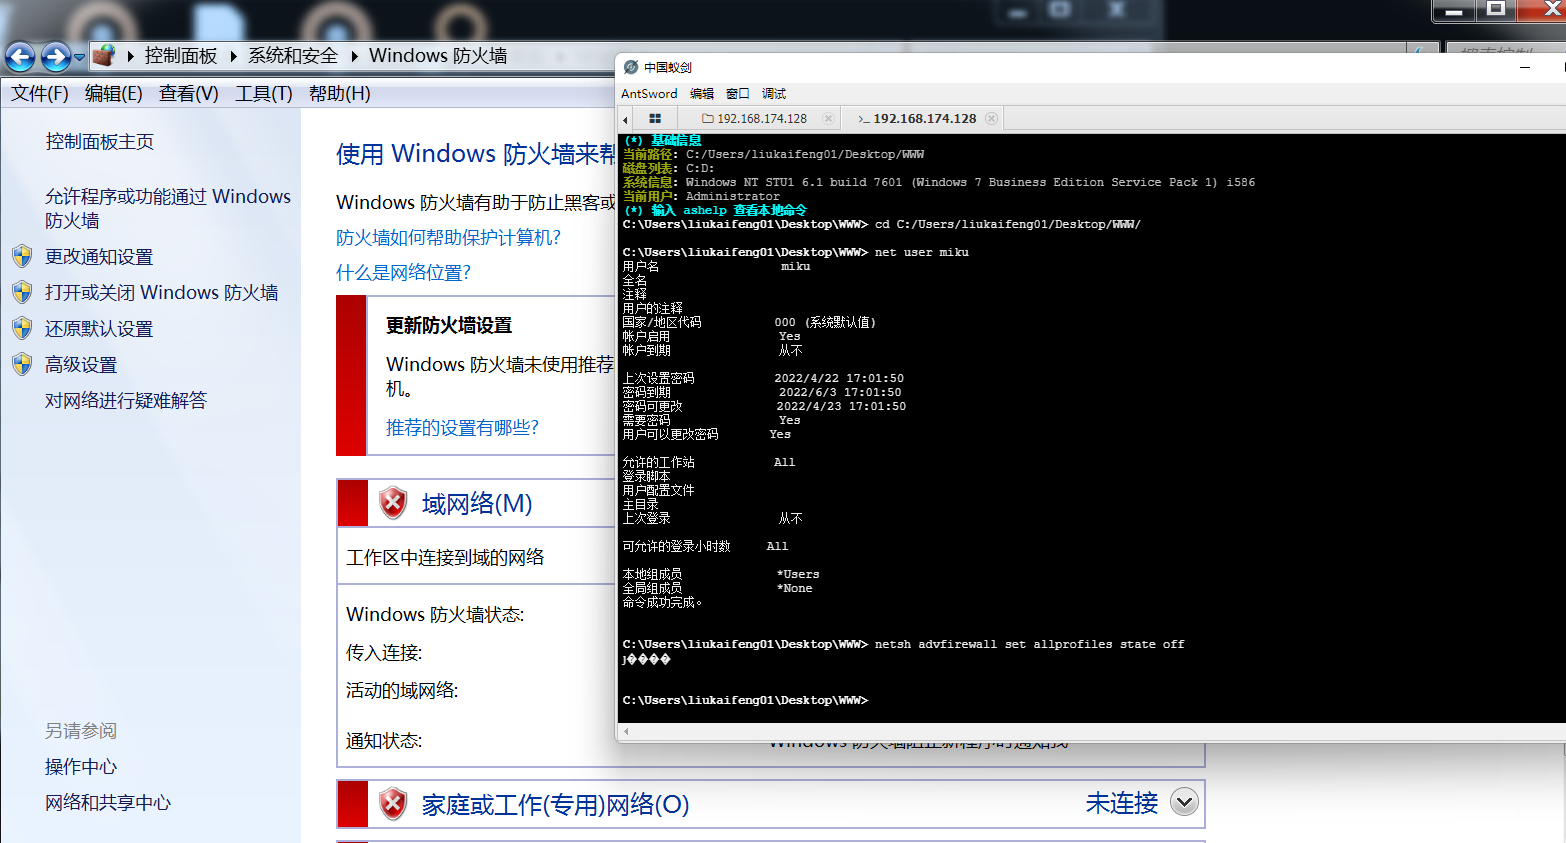 控制面板 ▸ 系统和安全 ▸ Windows 防火墙
文件(F) 编辑(E) 查看(V) 工具(T) 帮助(H)
控制面板主页
允许程序或功能通过 Windows
防火墙
更改通知设置
打开或关闭 Windows 防火墙
还原默认设置
高级设置
对网络进行疑难解答
另请参阅
操作中心
网络和共享中心
使用 Windows 防火墙来帮
Windows 防火墙有助于防止黑客或
防火墙如何帮助保护计算机?
什么是网络位置?
更新防火墙设置
Windows 防火墙未使用推荐
机。
推荐的设置有哪些?
域网络(M)
工作区中连接到域的网络
Windows 防火墙状态:
传入连接:
活动的域网络:
通知状态:
家庭或工作(专用)网络(O) 未连接
中国蚁剑
AntSword 编辑 窗口 调试
192.168.174.128 >_ 192.168.174.128
(*) 基础信息
当前路径: C:/Users/liukaifeng01/Desktop/WWW
磁盘列表: C:D:
系统信息: Windows NT STU1 6.1 build 7601 (Windows 7 Business Edition Service Pack 1) i586
当前用户: Administrator
(*) 输入 ashelp 查看本地命令
C:\Users\liukaifeng01\Desktop\WWW> cd C:/Users/liukaifeng01/Desktop/WWW/
C:\Users\liukaifeng01\Desktop\WWW> net user miku
用户名 miku
全名
注释
用户的注释
国家/地区代码 000 (系统默认值)
帐户启用 Yes
帐户到期 从不
上次设置密码 2022/4/22 17:01:50
密码到期 2022/6/3 17:01:50
密码可更改 2022/4/23 17:01:50
需要密码 Yes
用户可以更改密码 Yes
允许的工作站 All
登录脚本
用户配置文件
主目录
上次登录 从不
可允许的登录小时数 All
本地组成员 *Users
全局组成员 *None
命令成功完成。
C:\Users\liukaifeng01\Desktop\WWW> netsh advfirewall set allprofiles state off
C:\Users\liukaifeng01\Desktop\WWW>